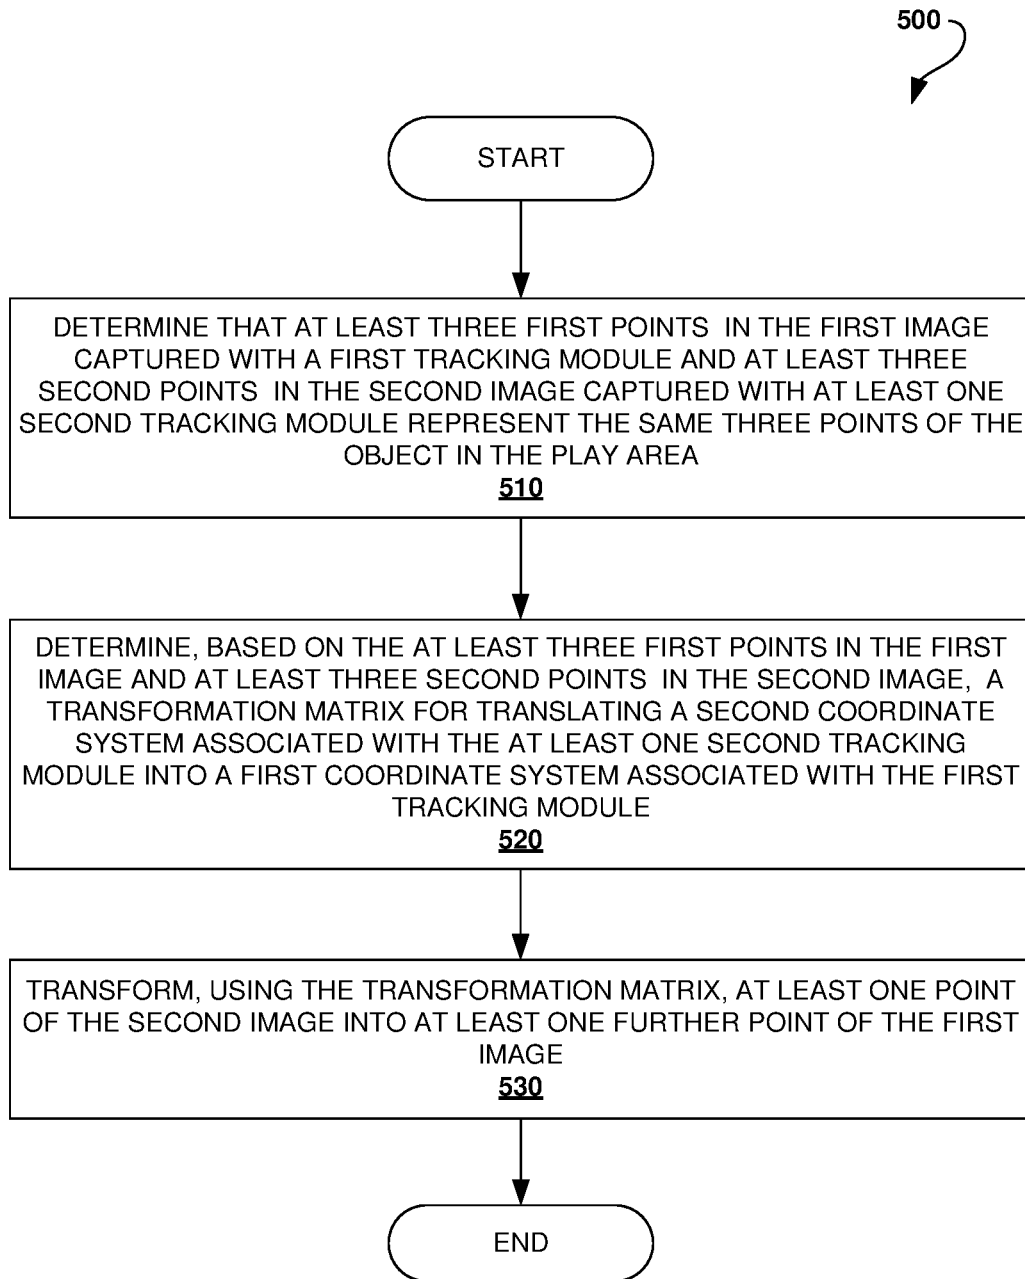 500
START
DETERMINE THAT AT LEAST THREE FIRST POINTS IN THE FIRST IMAGE
CAPTURED WITH A FIRST TRACKING MODULE AND AT LEAST THREE
SECOND POINTS IN THE SECOND IMAGE CAPTURED WITH AT LEAST ONE
SECOND TRACKING MODULE REPRESENT THE SAME THREE POINTS OF THE
OBJECT IN THE PLAY AREA
510
DETERMINE, BASED ON THE AT LEAST THREE FIRST POINTS IN THE FIRST
IMAGE AND AT LEAST THREE SECOND POINTS IN THE SECOND IMAGE, A
TRANSFORMATION MATRIX FOR TRANSLATING A SECOND COORDINATE
SYSTEM ASSOCIATED WITH THE AT LEAST ONE SECOND TRACKING
MODULE INTO A FIRST COORDINATE SYSTEM ASSOCIATED WITH THE FIRST
TRACKING MODULE
520
TRANSFORM, USING THE TRANSFORMATION MATRIX, AT LEAST ONE POINT
OF THE SECOND IMAGE INTO AT LEAST ONE FURTHER POINT OF THE FIRST
IMAGE
530
END